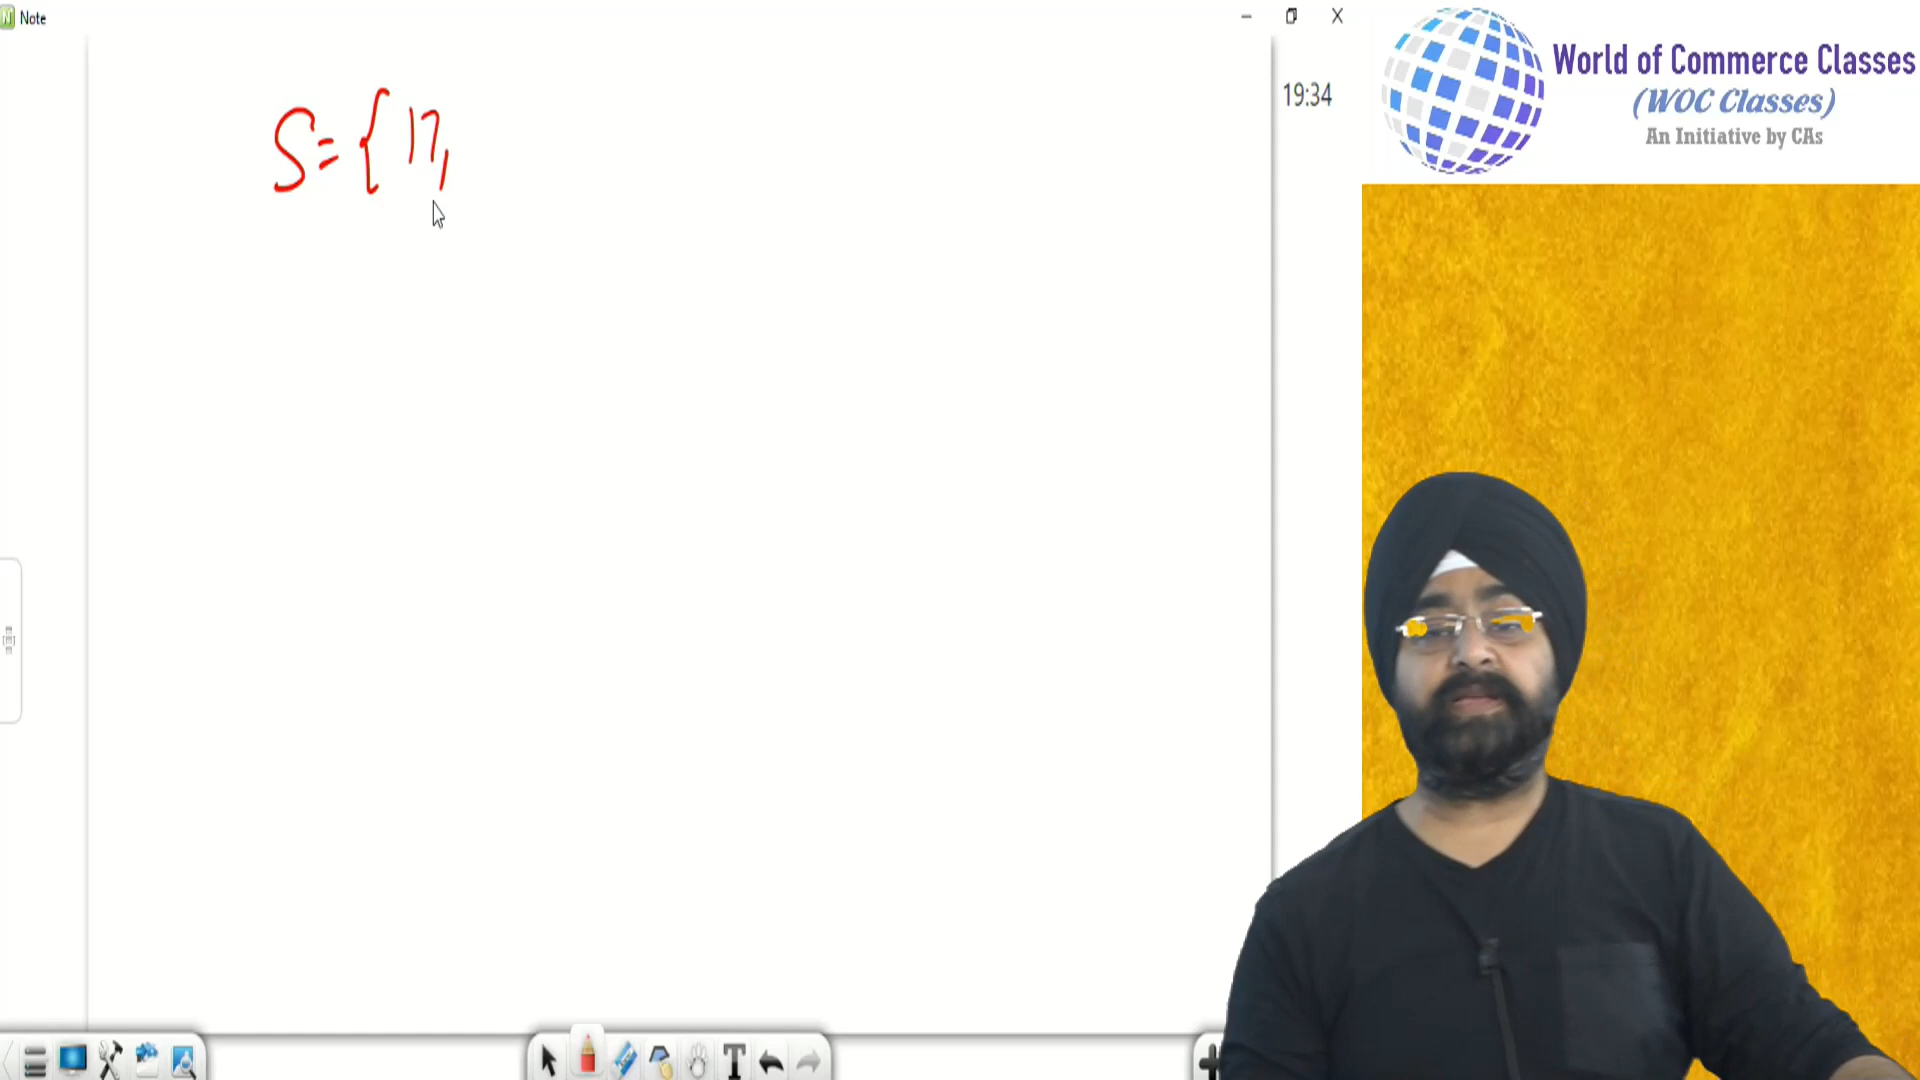 Note
S = { 17,
19:34
World of Commerce Classes
(WOC Classes)
An Initiative by CAs